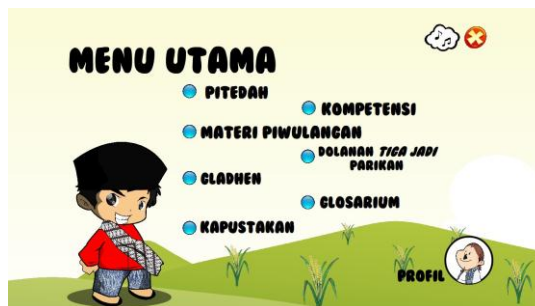 MENU UTAMA
PITEDAH
KOMPETENSI
MATERI PIWULANGAN
DOLANAN TIGA JADI
PARIKAN
GLADHEN
GLOSARIUM
KAPUSTAKAN
PROFIL